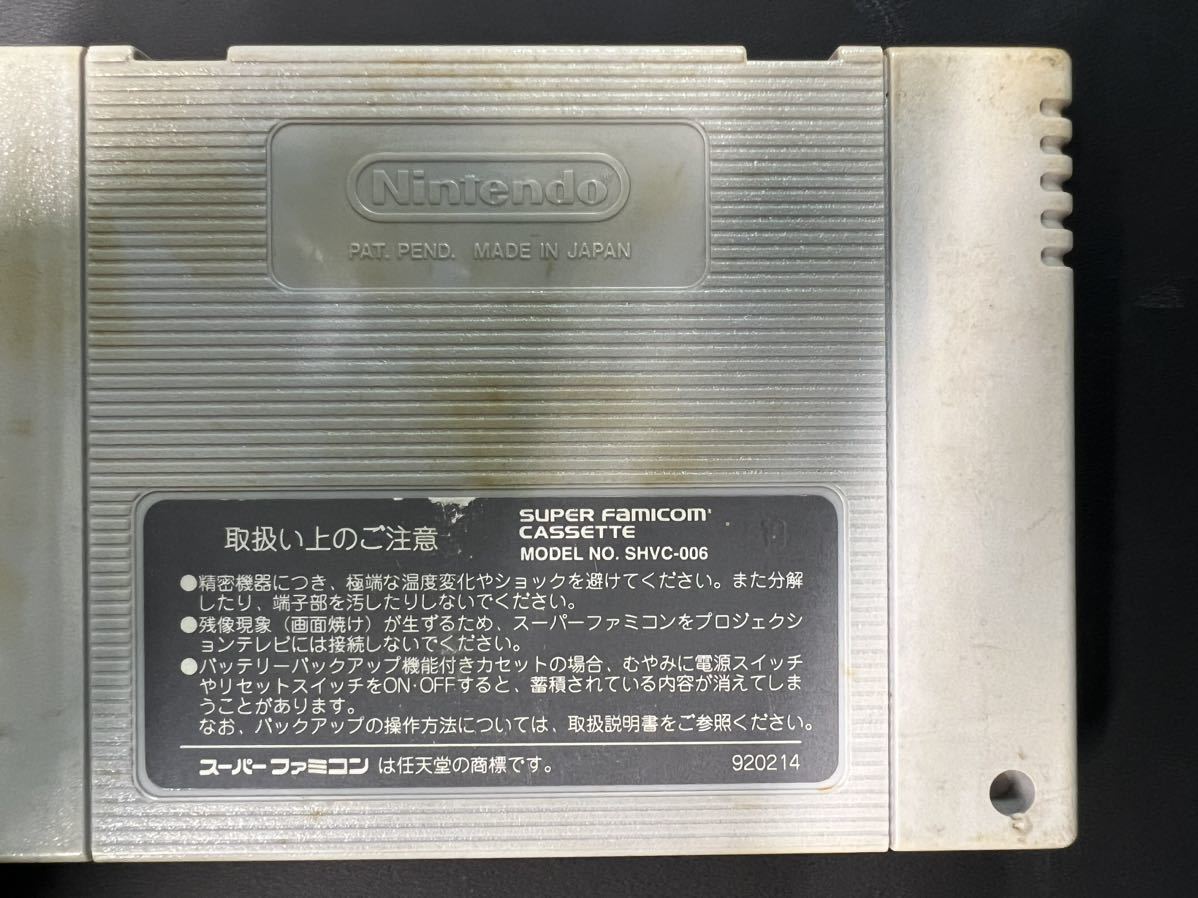 Nintendo
PAT. PEND. MADE IN JAPAN
取扱い上のご注意
SUPER FAMICOM
CASSETTE
MODEL NO. SHVC-006
●精密機器につき、極端な温度変化やショックを避けてください。また分解
したり、端子部を汚したりしないでください。
●残像現象（画面焼け）が生ずるため、スーパーファミコンをプロジェクシ
ョンテレビには接続しないでください。
●バッテリーバックアップ機能付きカセットの場合、むやみに電源スイッチ
やリセットスイッチをON·OFFすると、蓄積されている内容が消えてしま
うことがあります。
なお、バックアップの操作方法については、取扱説明書をご参照ください。
スーパーファミコン は任天堂の商標です。
920214